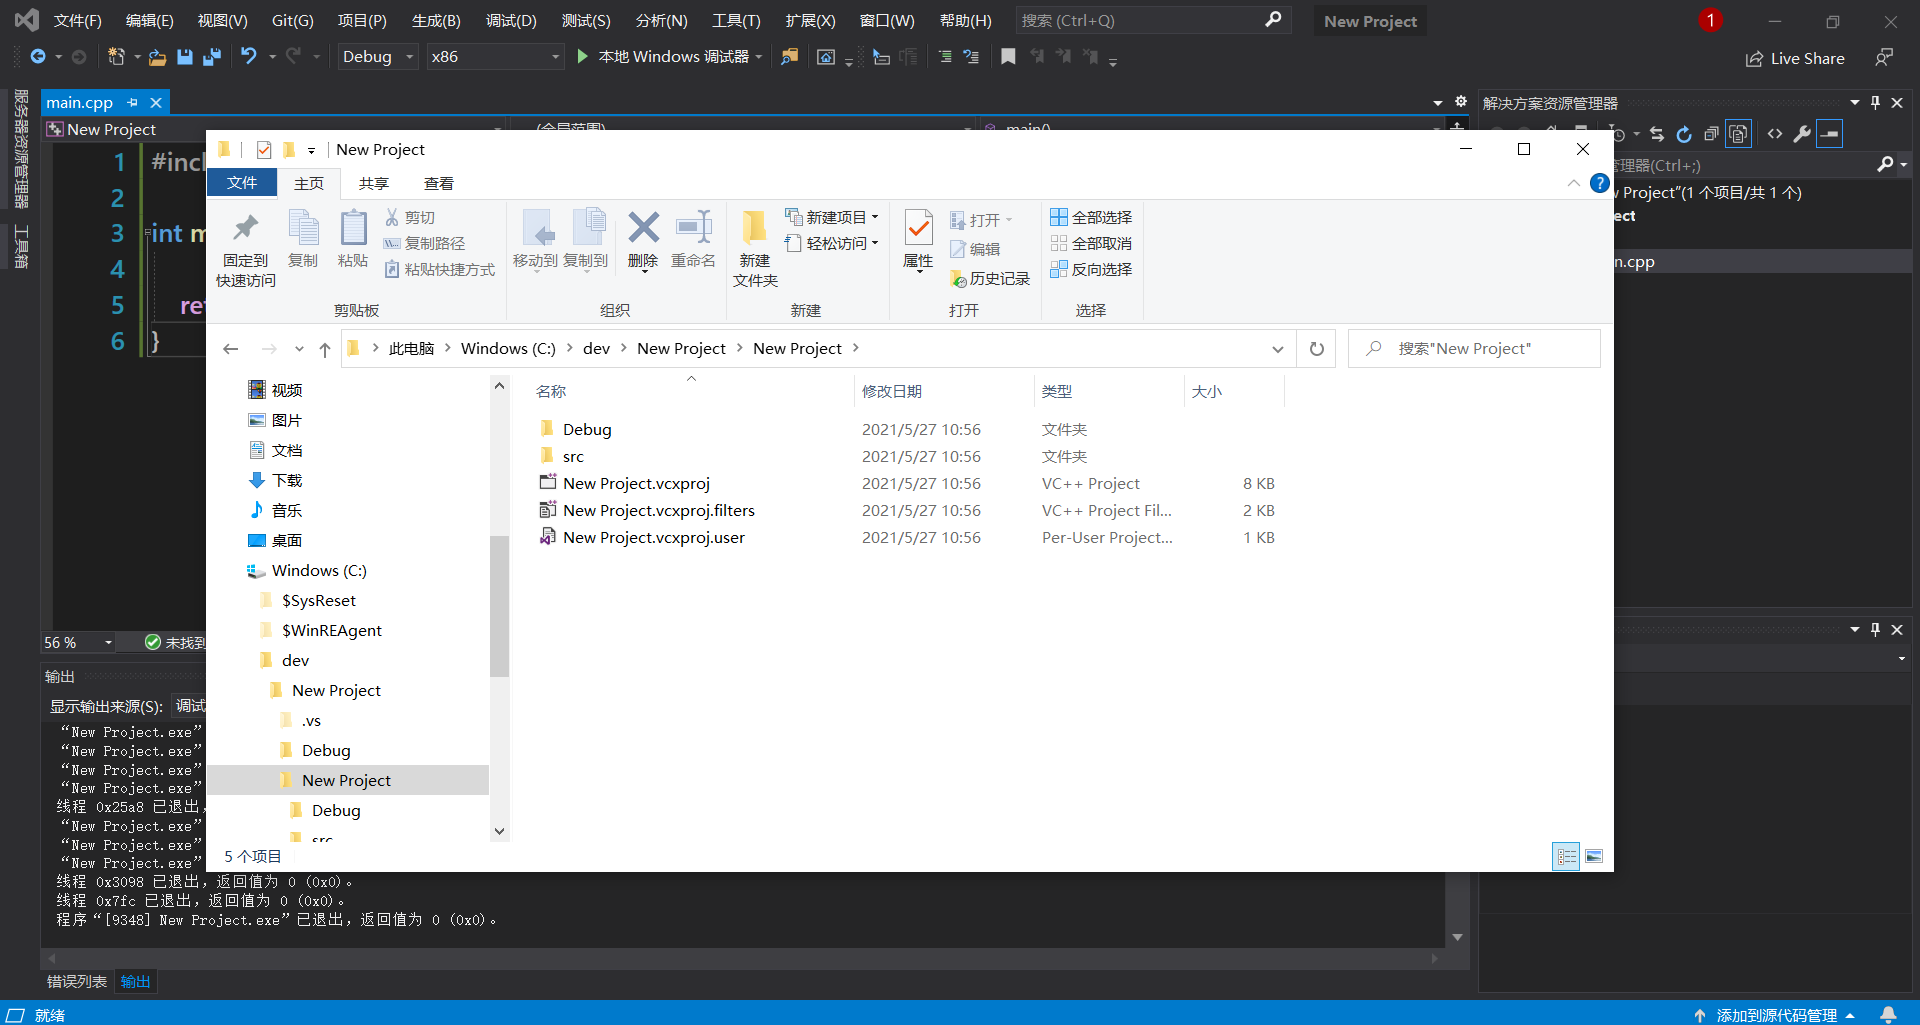 文件(F) 编辑(E) 视图(V) Git(G) 项目(P) 生成(B) 调试(D) 测试(S) 分析(N) 工具(T) 扩展(X) 窗口(W) 帮助(H) 搜索 (Ctrl+Q) New Project 1
Debug x86 本地 Windows 调试器 Live Share
服务器资源管理器
工具箱
main.cpp
New Project (全局范围) main()
1 #incl
2
3 int m
4
5 ret
6 }
56 % 未找到
解决方案资源管理器
管理器(Ctrl+;)
w Project"(1 个项目/共 1 个)
ect
n.cpp
New Project
文件 主页 共享 查看
固定到快速访问
复制
粘贴
剪切
复制路径
粘贴快捷方式
剪贴板
移动到 复制到 删除 重命名
组织
新建文件夹
新建项目
轻松访问
新建
属性
打开
编辑
历史记录
打开
全部选择
全部取消
反向选择
选择
此电脑 Windows (C:) dev New Project New Project
搜索"New Project"
视频
图片
文档
下载
音乐
桌面
Windows (C:)
$SysReset
$WinREAgent
dev
New Project
.vs
Debug
New Project
Debug
src
名称 修改日期 类型 大小
Debug 2021/5/27 10:56 文件夹
src 2021/5/27 10:56 文件夹
New Project.vcxproj 2021/5/27 10:56 VC++ Project 8 KB
New Project.vcxproj.filters 2021/5/27 10:56 VC++ Project Fil... 2 KB
New Project.vcxproj.user 2021/5/27 10:56 Per-User Project... 1 KB
5 个项目
输出
显示输出来源(S): 调试
“New Project.exe”
“New Project.exe”
“New Project.exe”
“New Project.exe”
线程 0x25a8 已退出，
“New Project.exe”
“New Project.exe”
“New Project.exe”
线程 0x3098 已退出，返回值为 0 (0x0)。
线程 0x7fc 已退出，返回值为 0 (0x0)。
程序“[9348] New Project.exe”已退出，返回值为 0 (0x0)。
错误列表 输出
就绪 添加到源代码管理